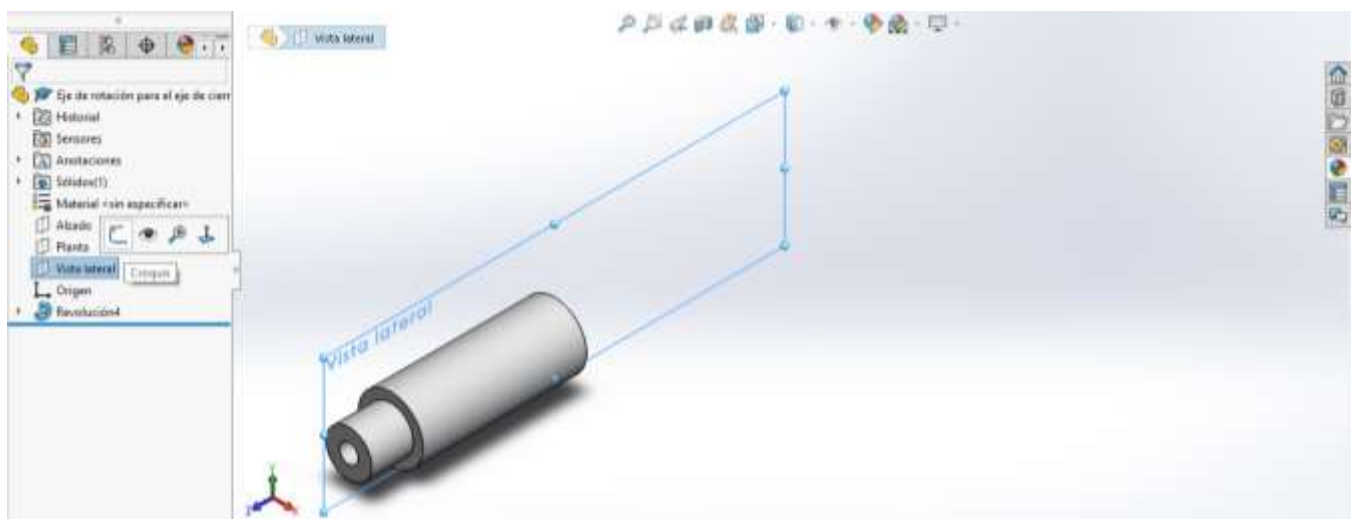 Vista lateral
Eje de rotación para el eje de cierr
Historial
Sensores
Anotaciones
Sólidos(1)
Material <sin especificar>
Alzado
Planta
Vista lateral
Croquis
Origen
Revolución4
Vista lateral